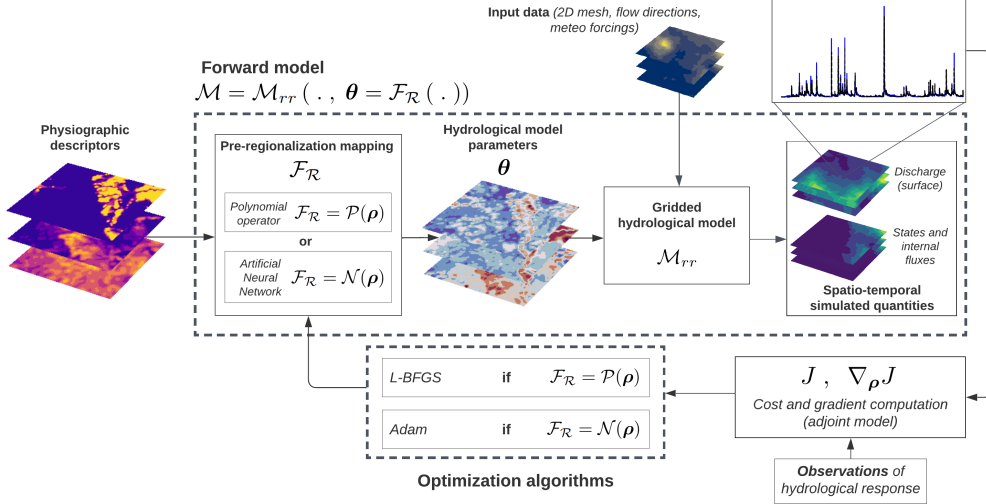 Input data (2D mesh, flow directions,
meteo forcings)
Forward model
ℳ = ℳ_rr ( . , θ = ℱ_ℛ ( . ))
Physiographic
descriptors
Pre-regionalization mapping
ℱ_ℛ
Polynomial
operator
ℱ_ℛ = 𝒫(ρ)
or
Artificial
Neural
Network
ℱ_ℛ = 𝒩(ρ)
Hydrological model
parameters
θ
Gridded
hydrological model
ℳ_rr
Discharge
(surface)
States and
internal
fluxes
Spatio-temporal
simulated quantities
L-BFGS if ℱ_ℛ = 𝒫(ρ)
Adam if ℱ_ℛ = 𝒩(ρ)
Optimization algorithms
J , ∇_ρ J
Cost and gradient computation
(adjoint model)
Observations of
hydrological response